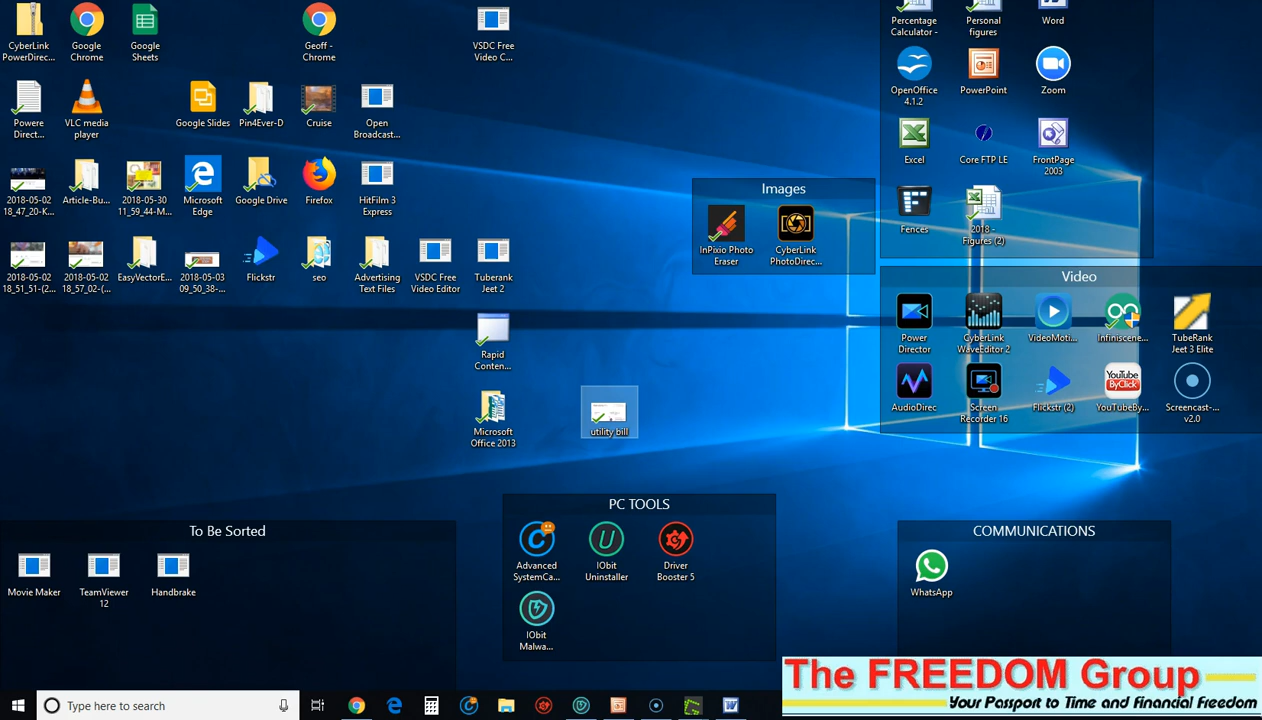 CyberLink
PowerDirec...
Google
Chrome
Google
Sheets
Geoff -
Chrome
VSDC Free
Video C...
Percentage
Calculator -
Personal
figures
Word
Powere
Direct...
VLC media
player
Google Slides
Pin4Ever-D
Cruise
Open
Broadcast...
OpenOffice
4.1.2
PowerPoint
Zoom
2018-05-02
18_47_20-K...
Article-Bu...
2018-05-30
11_59_44-M...
Microsoft
Edge
Google Drive
Firefox
HitFilm 3
Express
Excel
Core FTP LE
FrontPage
2003
Images
InPixio Photo
Eraser
CyberLink
PhotoDirec...
Fences
2018 -
Figures (2)
2018-05-02
18_51_51-(2...
2018-05-02
18_57_02-(...
EasyVectorE...
2018-05-03
09_50_38-...
Flickstr
seo
Advertising
Text Files
VSDC Free
Video Editor
Tuberank
Jeet 2
Video
Power
Director
CyberLink
WaveEditor 2
VideoMoti...
Infiniscene...
TubeRank
Jeet 3 Elite
Rapid
Conten...
AudioDirec
Screen
Recorder 16
Flickstr (2)
YouTube
ByClick
YouTubeBy...
Screencast-...
v2.0
Microsoft
Office 2013
utility bill
PC TOOLS
Advanced
SystemCa...
IObit
Uninstaller
Driver
Booster 5
IObit
Malwa...
To Be Sorted
Movie Maker
TeamViewer
12
Handbrake
COMMUNICATIONS
WhatsApp
The FREEDOM Group
Your Passport to Time and Financial Freedom
Type here to search